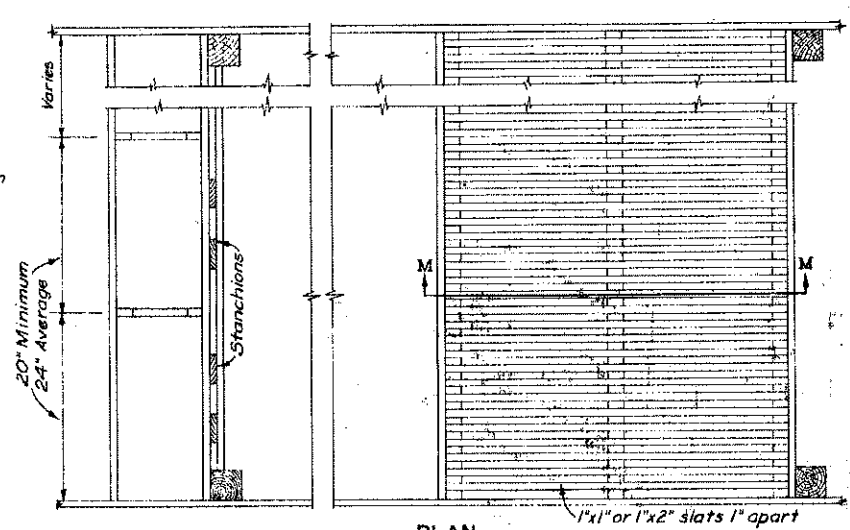 Varies
20" Minimum
24" Average
Stanchions
M
M
1"x1" or 1"x2" slats 1" apart
PLAN